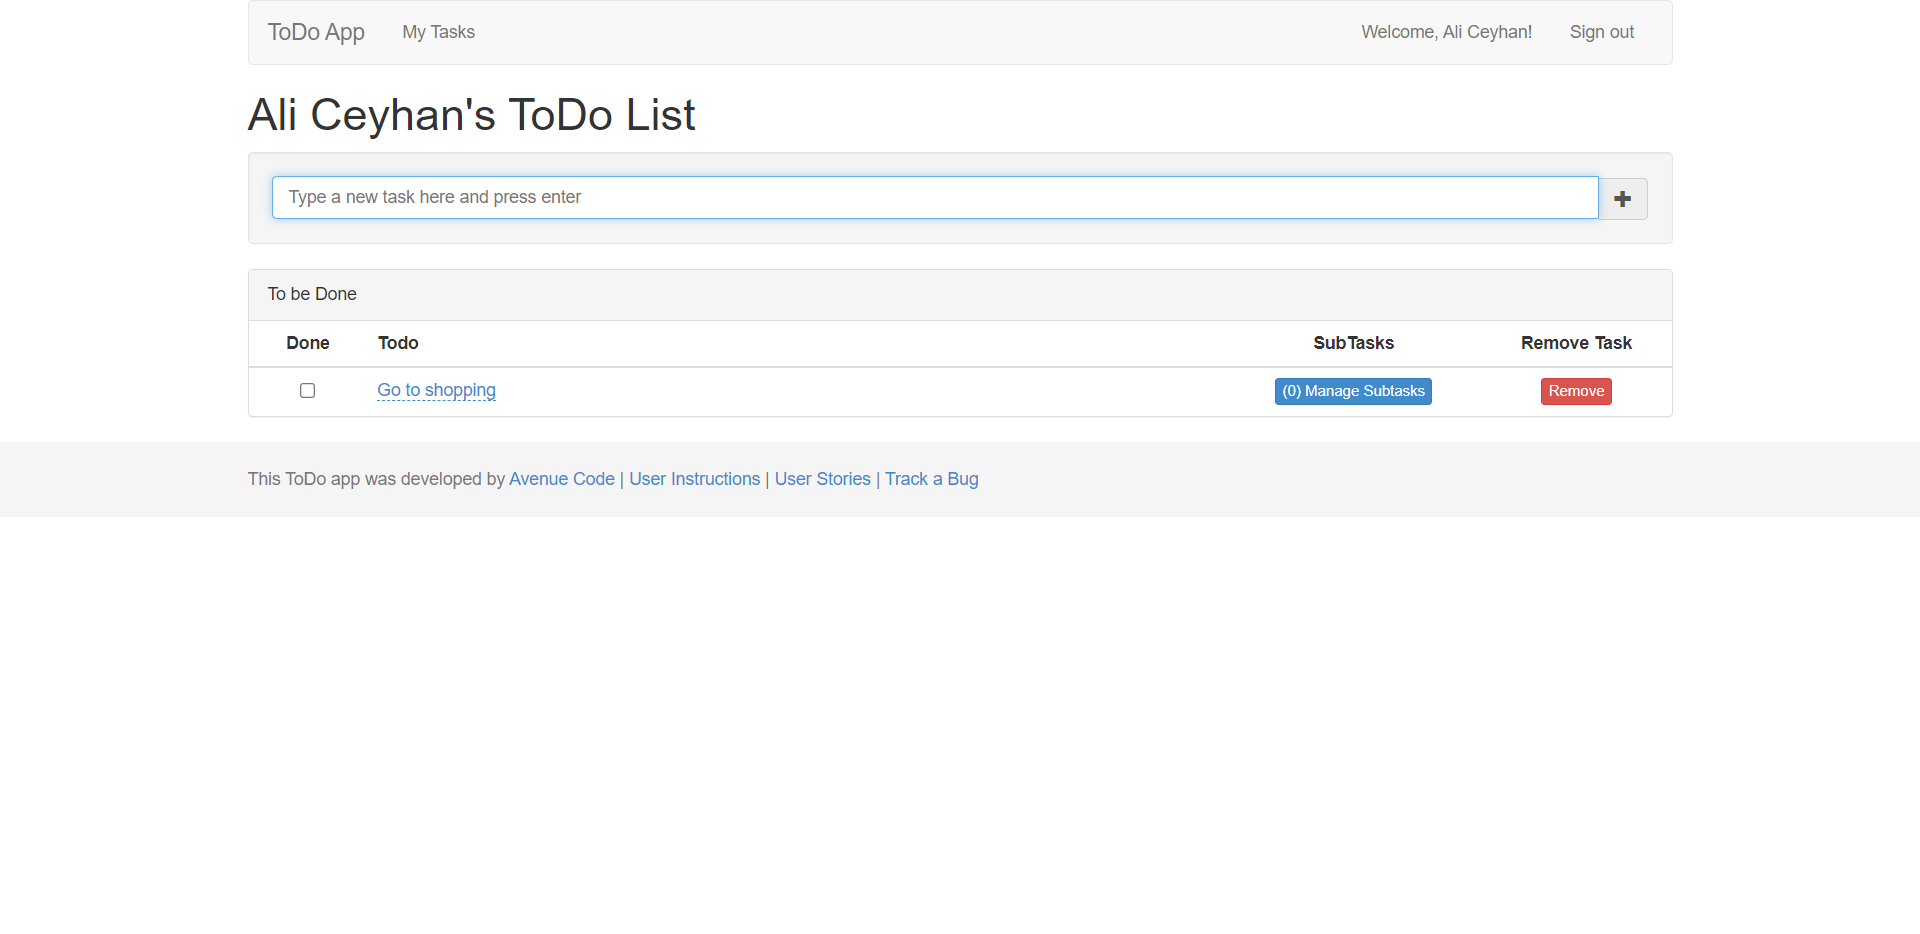 ToDo App My Tasks Welcome, Ali Ceyhan! Sign out
Ali Ceyhan's ToDo List
Type a new task here and press enter
To be Done
Done Todo SubTasks Remove Task
Go to shopping (0) Manage Subtasks Remove
This ToDo app was developed by Avenue Code | User Instructions | User Stories | Track a Bug